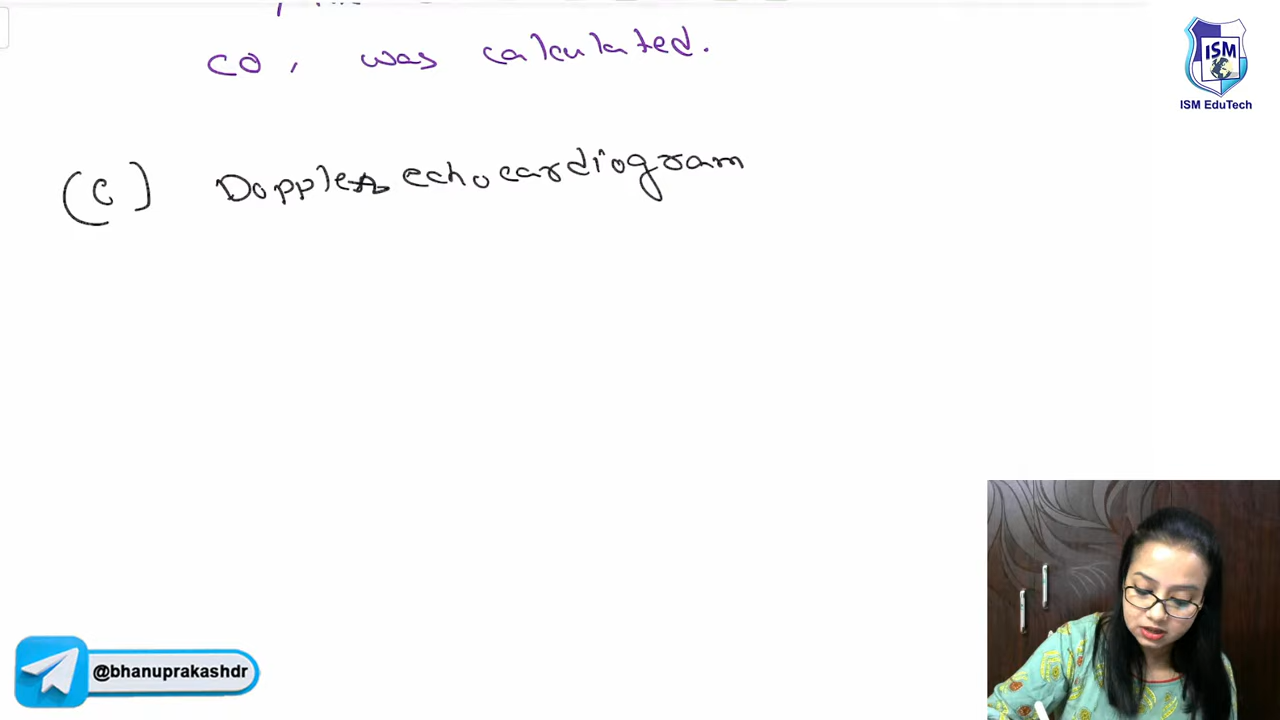 co, was calculated.
ISM
ISM EduTech
(c) Doppler echocardiogram
@bhanuprakashdr